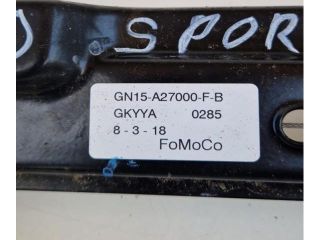 SPOR
GN15-A27000-F-B
GKYYA 0285
8-3-18
FoMoCo